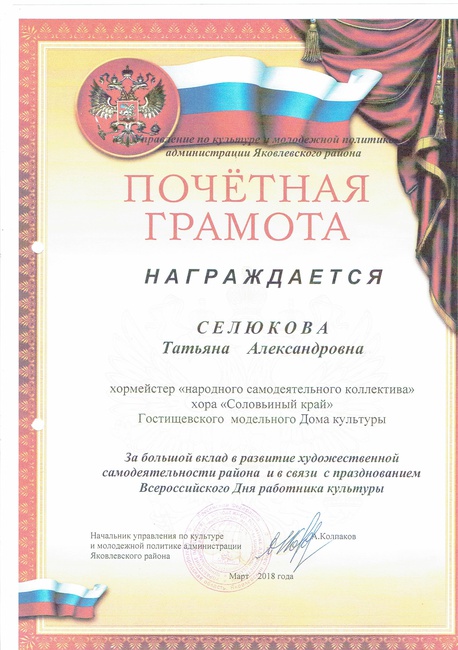 Управление по культуре и молодежной политике
администрации Яковлевского района
ПОЧЁТНАЯ
ГРАМОТА
НАГРАЖДАЕТСЯ
СЕЛЮКОВА
Татьяна Александровна
хормейстер «народного самодеятельного коллектива»
хора «Соловьиный край»
Гостищевского модельного Дома культуры
За большой вклад в развитие художественной
самодеятельности района и в связи с празднованием
Всероссийского Дня работника культуры
Начальник управления по культуре
и молодежной политике администрации
Яковлевского района
А.Колпаков
Март 2018 года